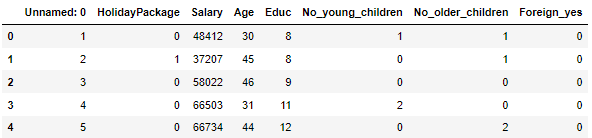 Unnamed: 0 HolidayPackage Salary Age Educ No_young_children No_older_children Foreign_yes
0 1 0 48412 30 8 1 1 0
1 2 1 37207 45 8 0 1 0
2 3 0 58022 46 9 0 0 0
3 4 0 66503 31 11 2 0 0
4 5 0 66734 44 12 0 2 0